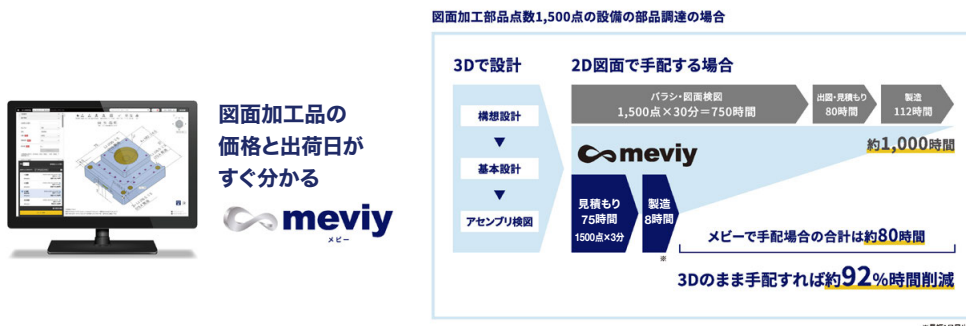 図面加工品の
価格と出荷日が
すぐ分かる
meviy
メビー
図面加工部品点数1,500点の設備の部品調達の場合
3Dで設計
構想設計
基本設計
アセンブリ検図
2D図面で手配する場合
バラシ・図面検図
1,500点×30分=750時間
出図・見積もり
80時間
製造
112時間
約1,000時間
meviy
見積もり
75時間
1500点×3分
製造
8時間
※
メビーで手配場合の合計は約80時間
3Dのまま手配すれば約92%時間削減